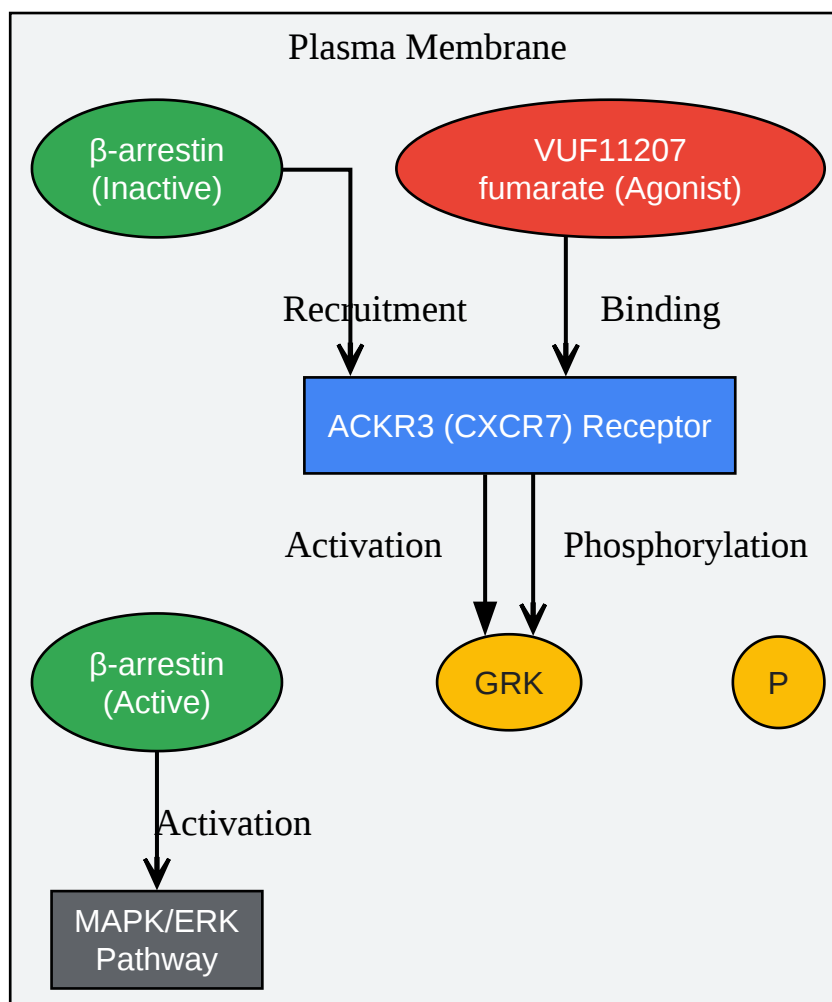 Plasma Membrane
β-arrestin
(Inactive)
VUF11207
fumarate (Agonist)
Recruitment
Binding
ACKR3 (CXCR7) Receptor
Activation
Phosphorylation
β-arrestin
(Active)
GRK
P
Activation
MAPK/ERK
Pathway